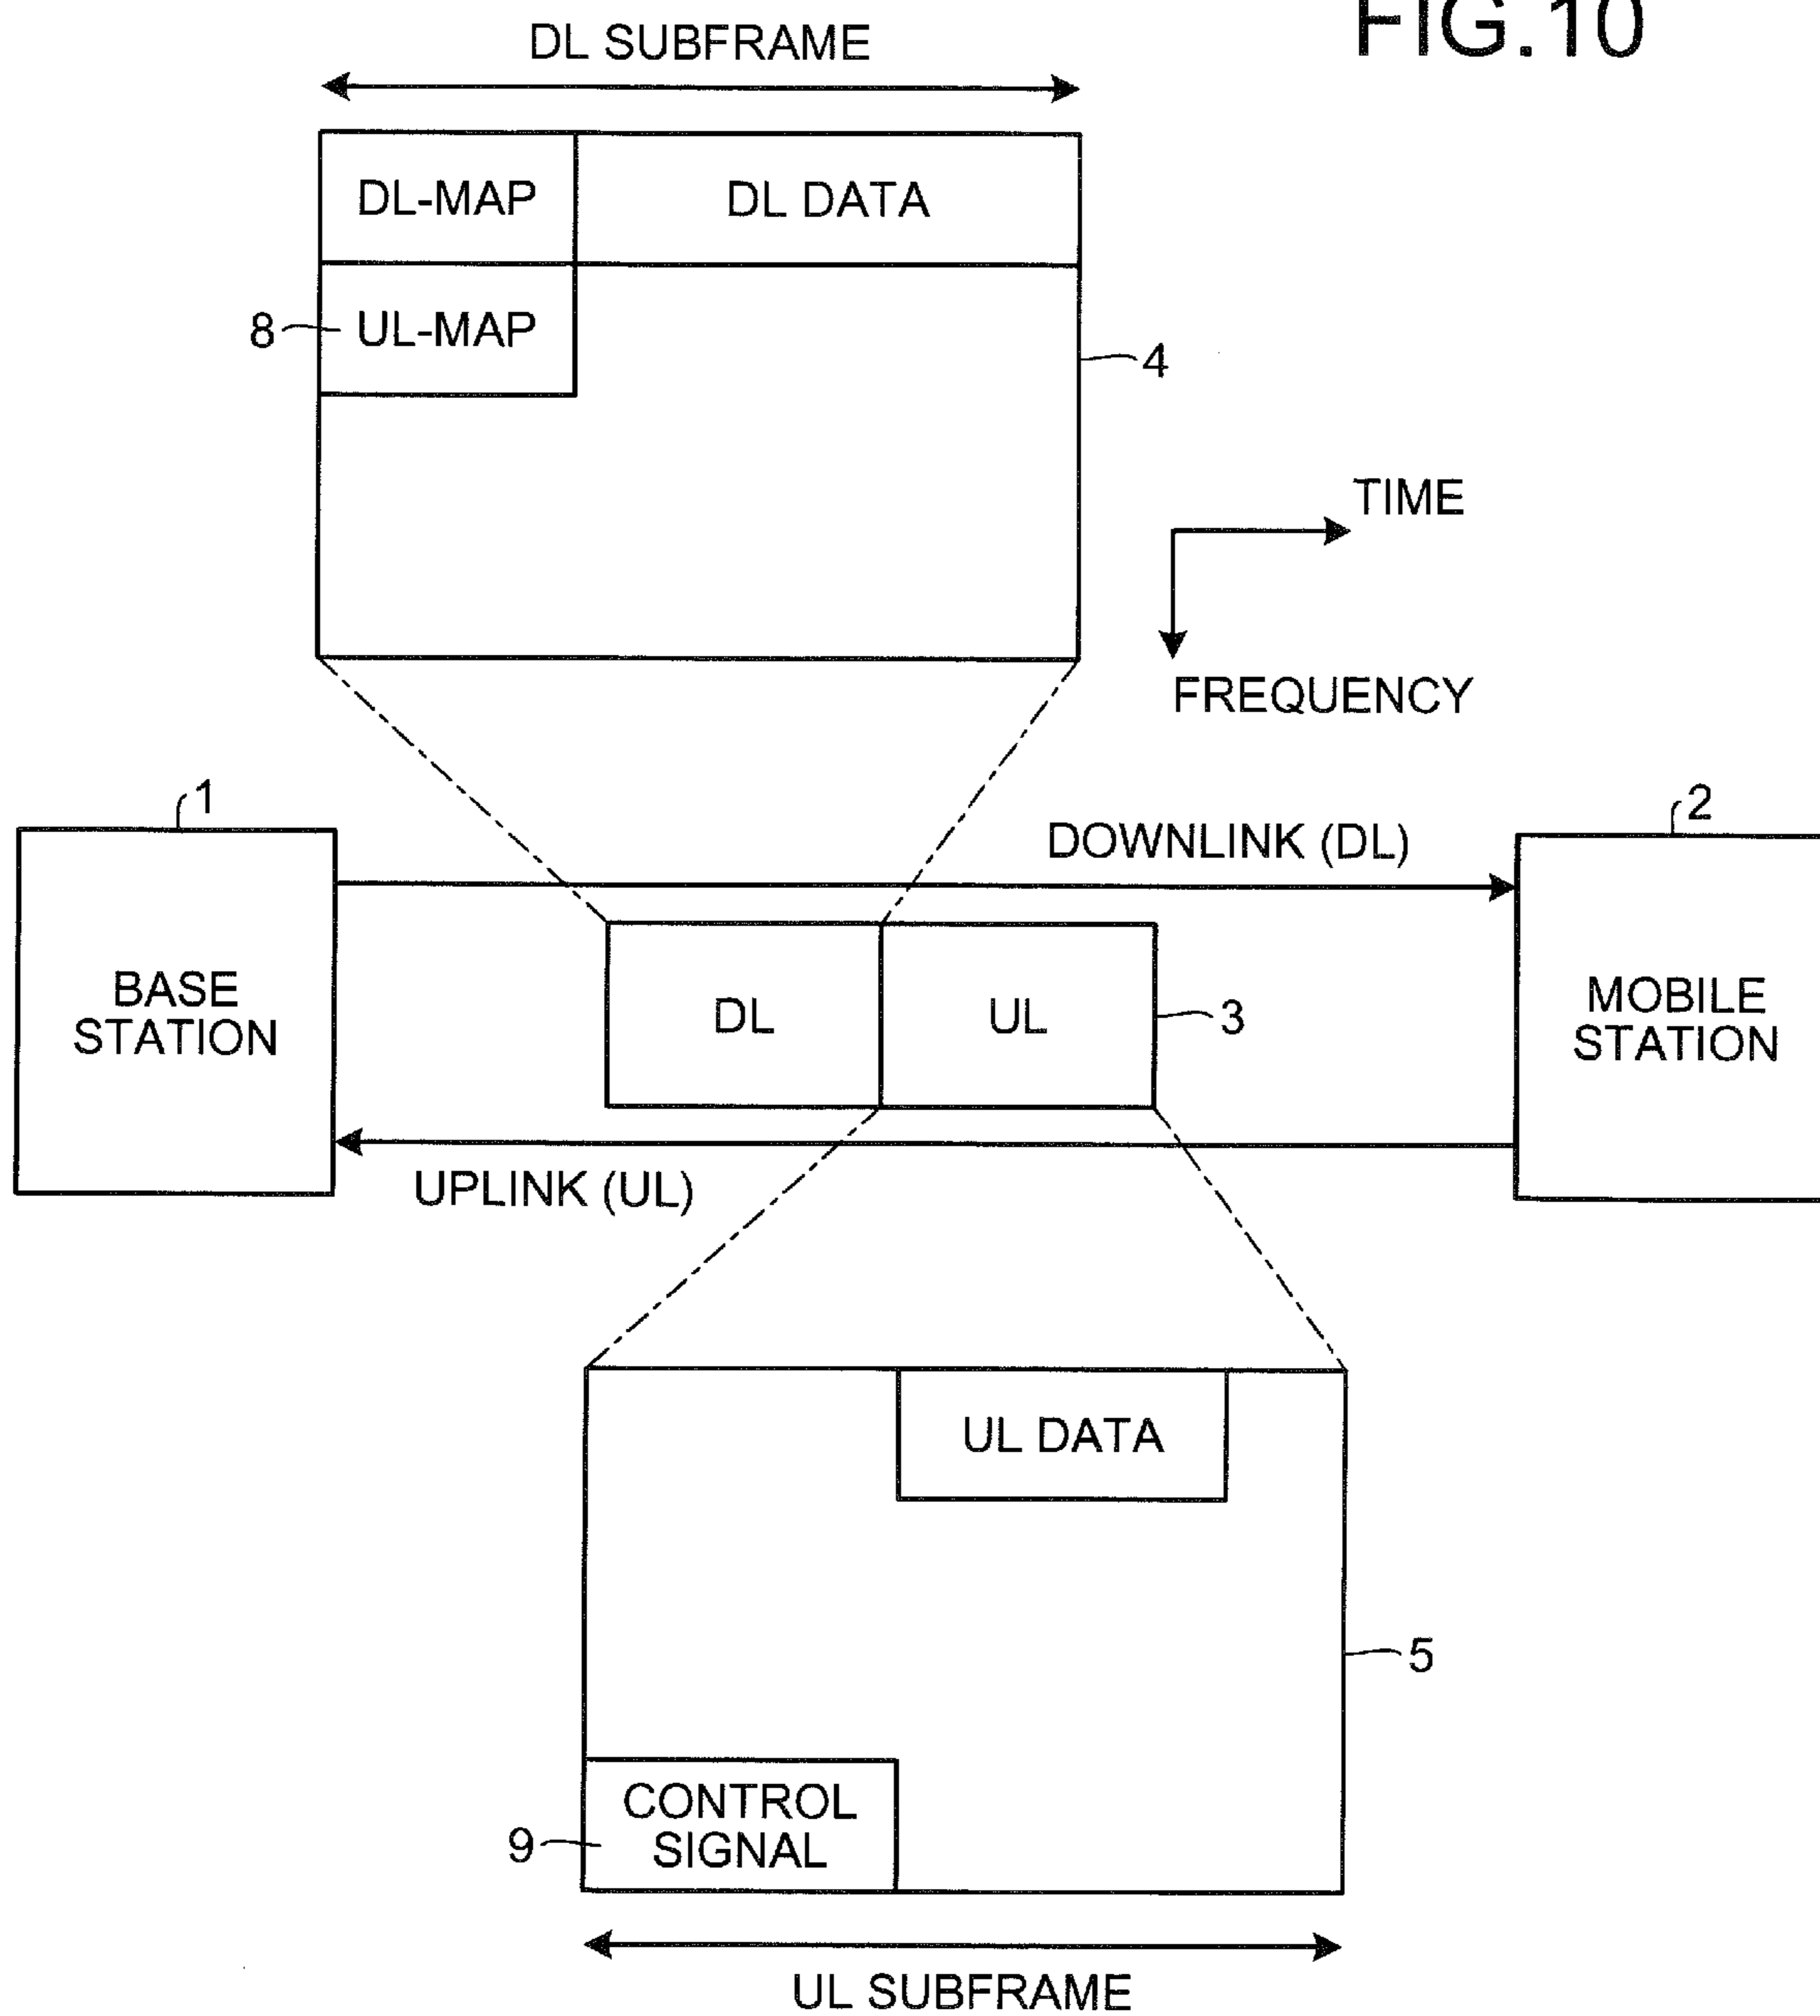 FIG.10
DL SUBFRAME
DL-MAP
DL DATA
8
UL-MAP
4
TIME
FREQUENCY
1
2
DOWNLINK (DL)
BASE
STATION
DL
UL
3
MOBILE
STATION
UPLINK (UL)
UL DATA
5
9
CONTROL
SIGNAL
UL SUBFRAME